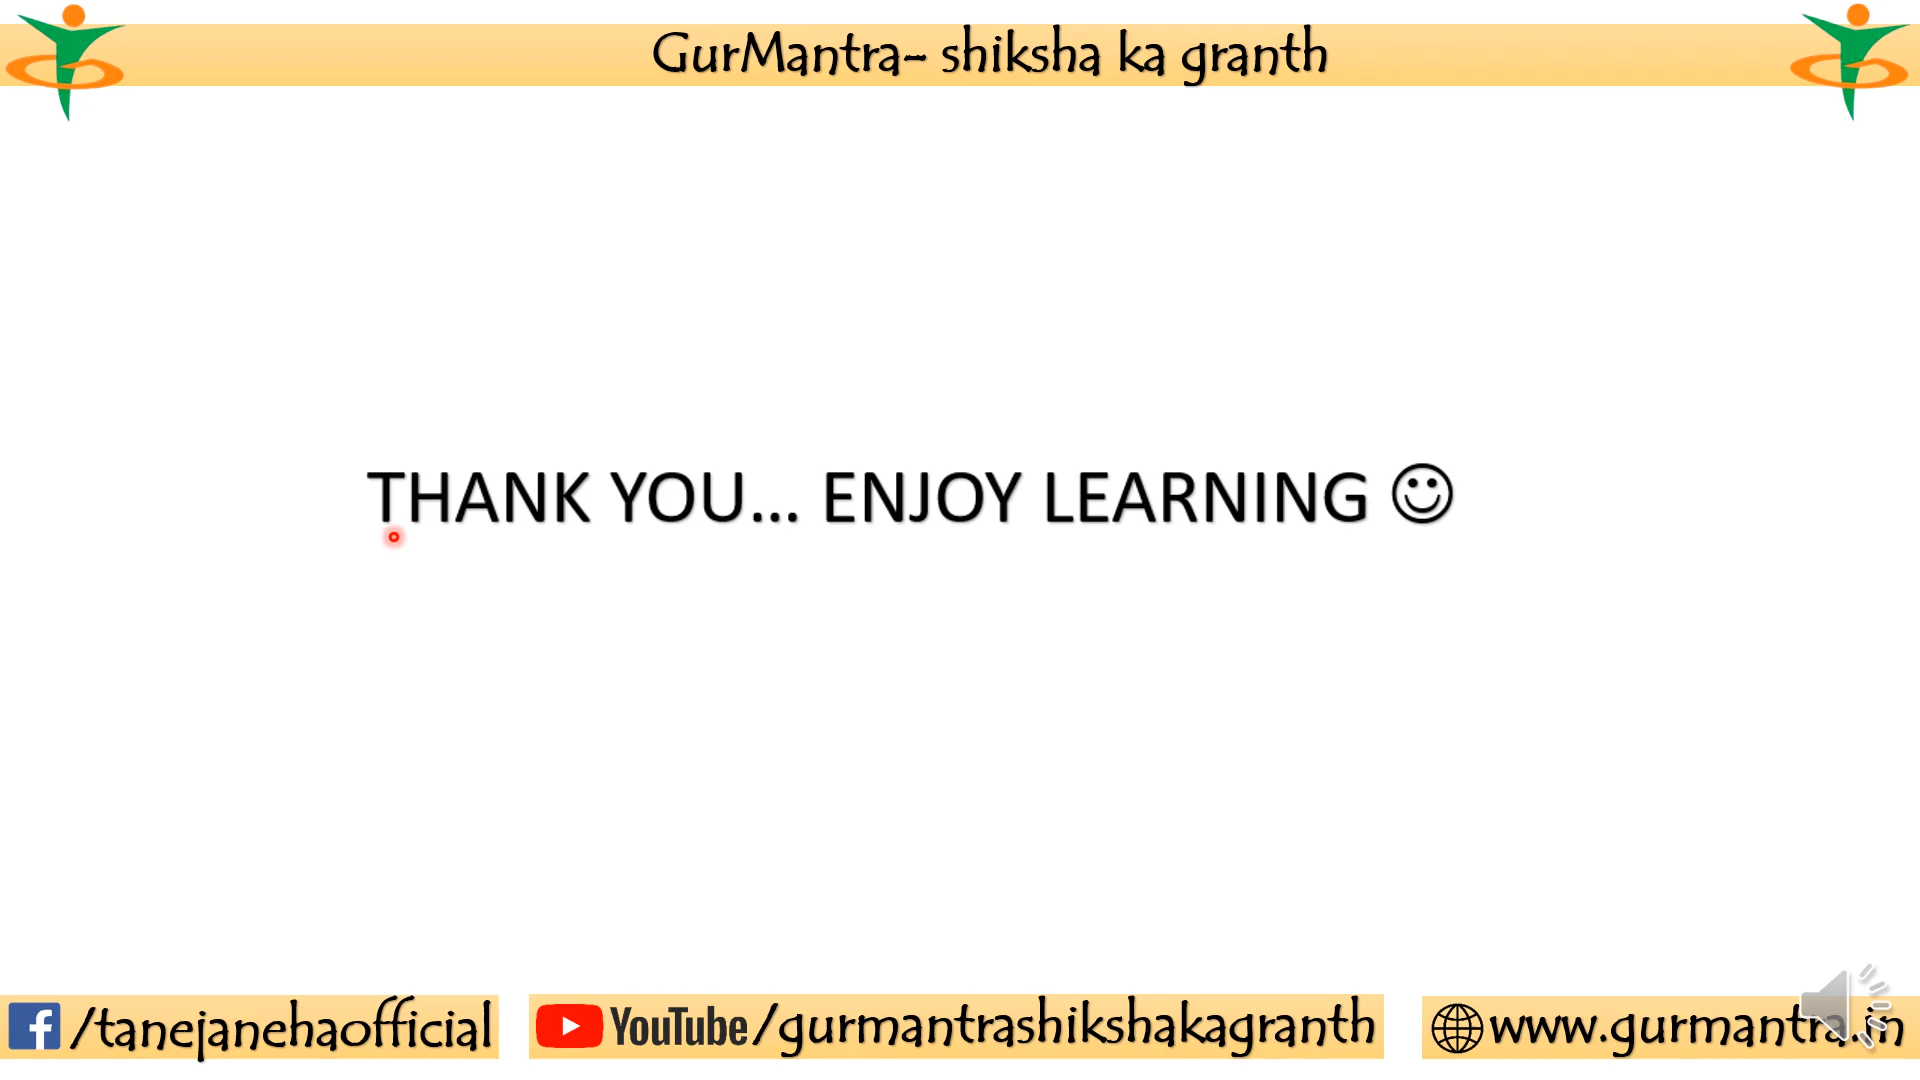 GurMantra- shiksha ka granth
THANK YOU... ENJOY LEARNING ☺
/tanejanehaofficial
YouTube/gurmantrashikshakagranth
www.gurmantra.in